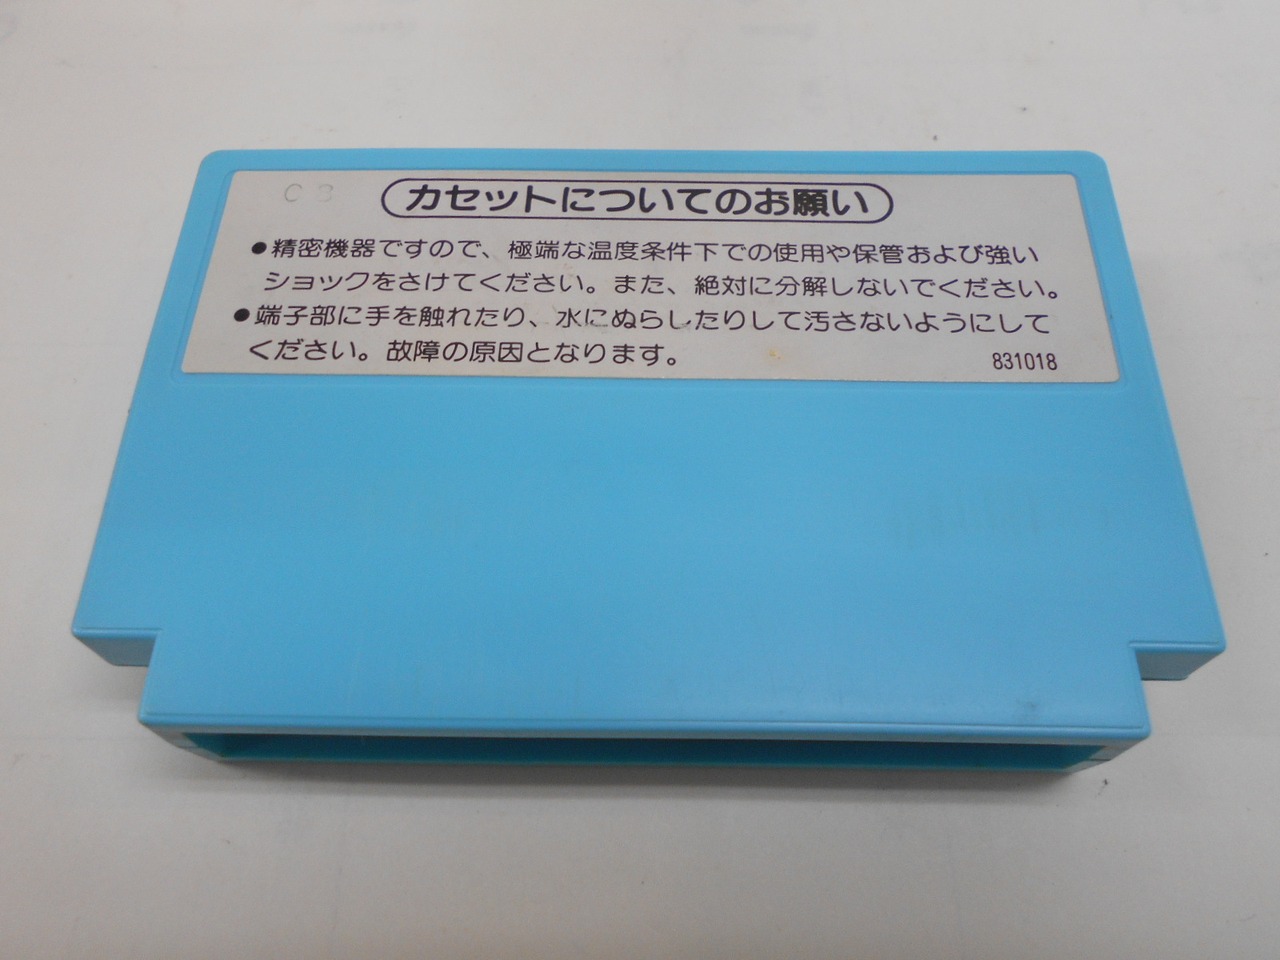 C3
カセットについてのお願い
●精密機器ですので、極端な温度条件下での使用や保管および強い
ショックをさけてください。また、絶対に分解しないでください。
●端子部に手を触れたり、水にぬらしたりして汚さないようにして
ください。故障の原因となります。
831018